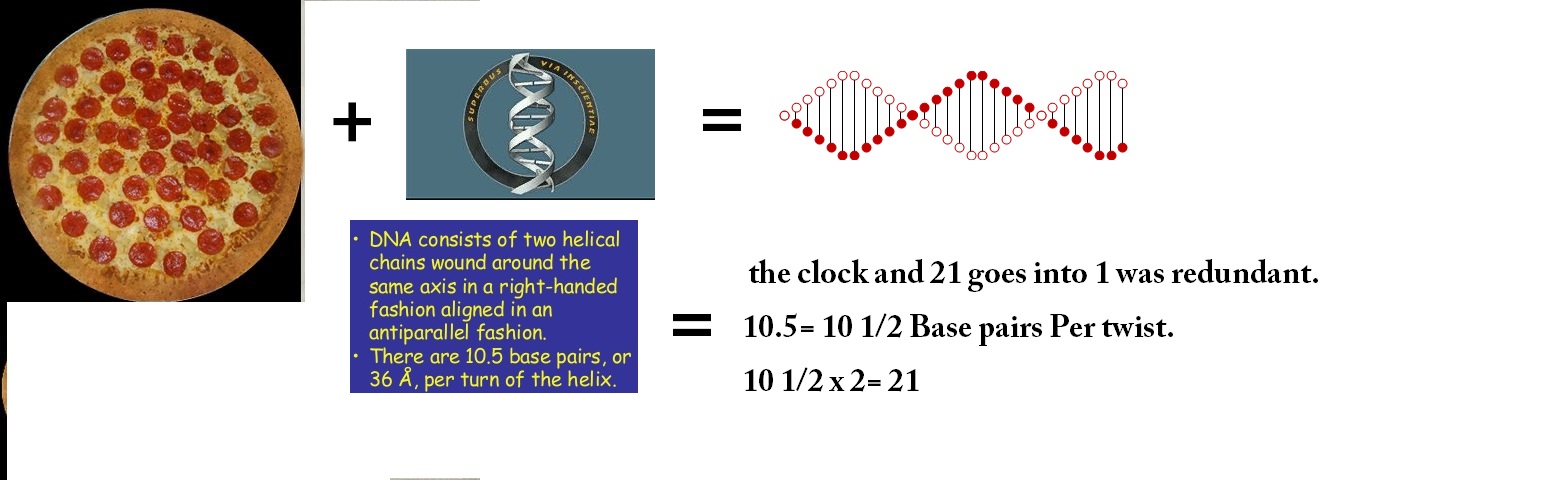 +
=
SUPERBUS VIA INSCIENTIAE
• DNA consists of two helical
chains wound around the
same axis in a right-handed
fashion aligned in an
antiparallel fashion.
• There are 10.5 base pairs, or
36 Å, per turn of the helix.
=
the clock and 21 goes into 1 was redundant.
10.5= 10 1/2 Base pairs Per twist.
10 1/2 x 2= 21